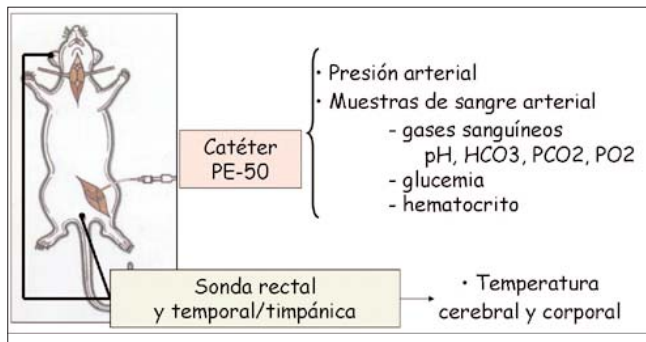 · Presión arterial
· Muestras de sangre arterial
- gases sanguíneos
pH, HCO3, PCO2, PO2
- glucemia
- hematocrito
Catéter
PE-50
Sonda rectal
y temporal/timpánica
· Temperatura
cerebral y corporal